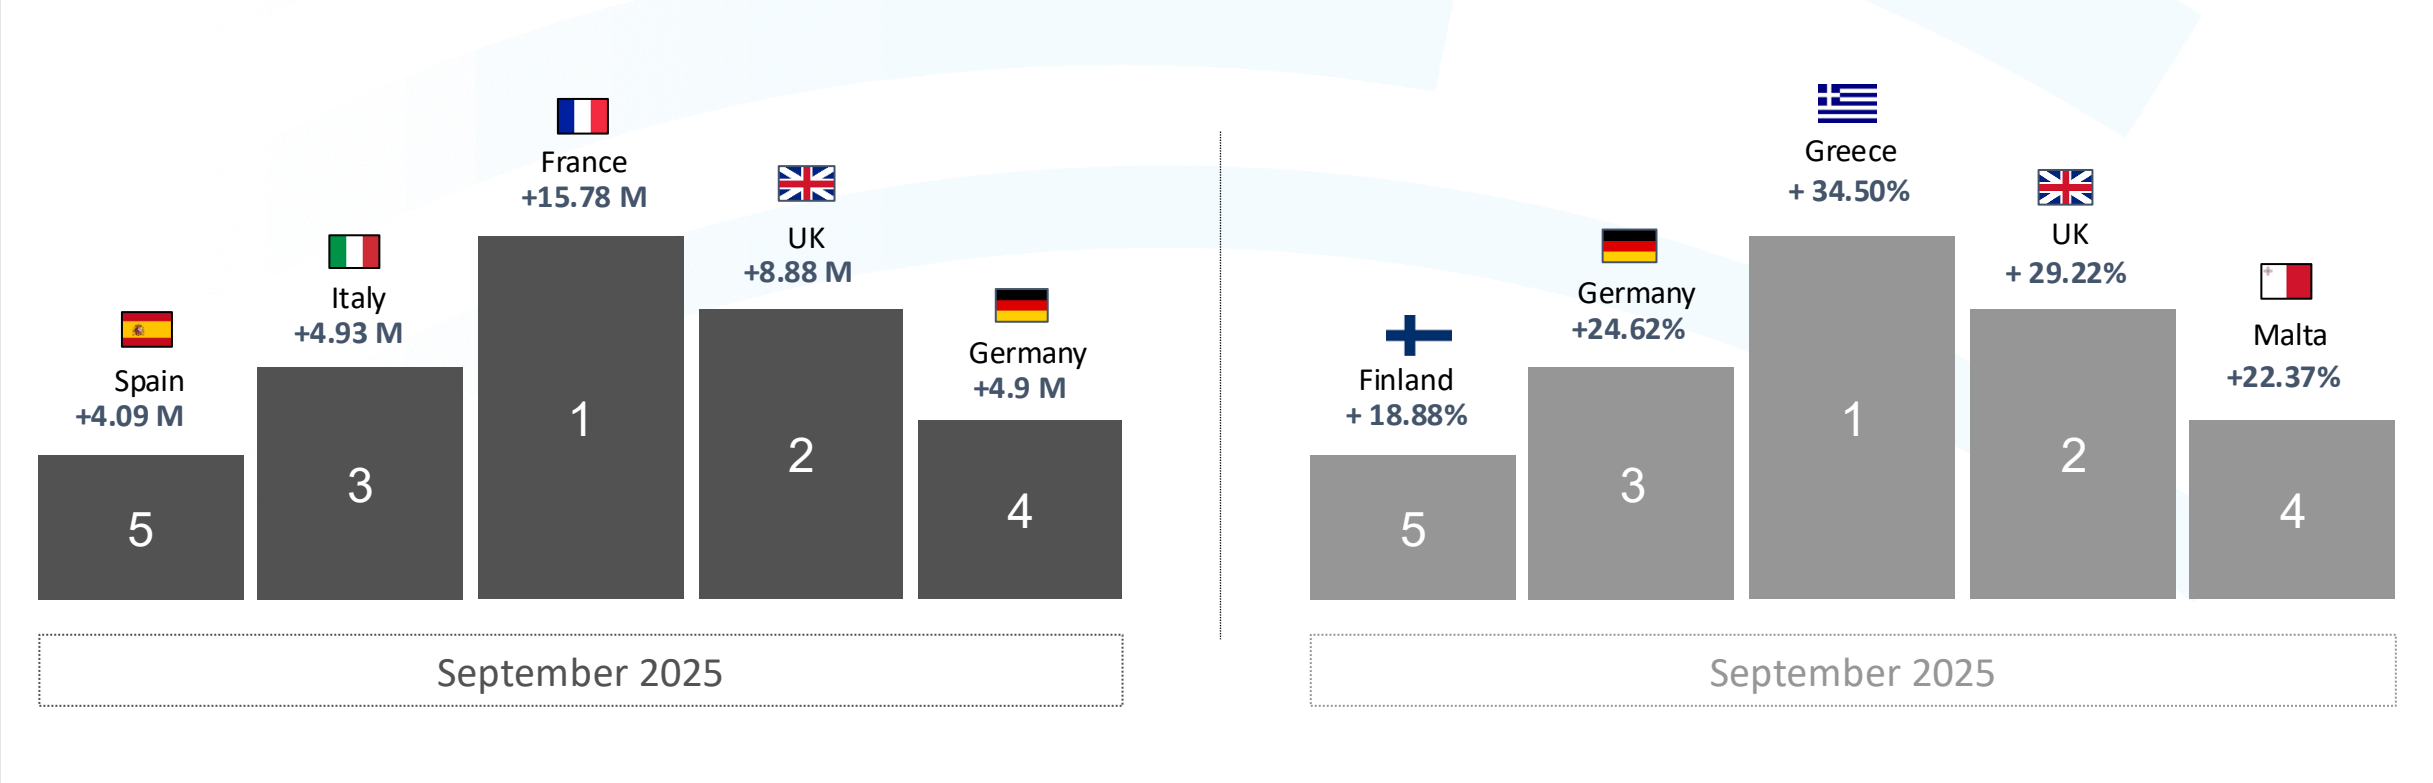 France
+15.78 M
UK
+8.88 M
Italy
+4.93 M
Germany
+4.9 M
Spain
+4.09 M
1
2
3
4
5
September 2025
Greece
+ 34.50%
UK
+ 29.22%
Germany
+24.62%
Malta
+22.37%
Finland
+ 18.88%
1
2
3
4
5
September 2025